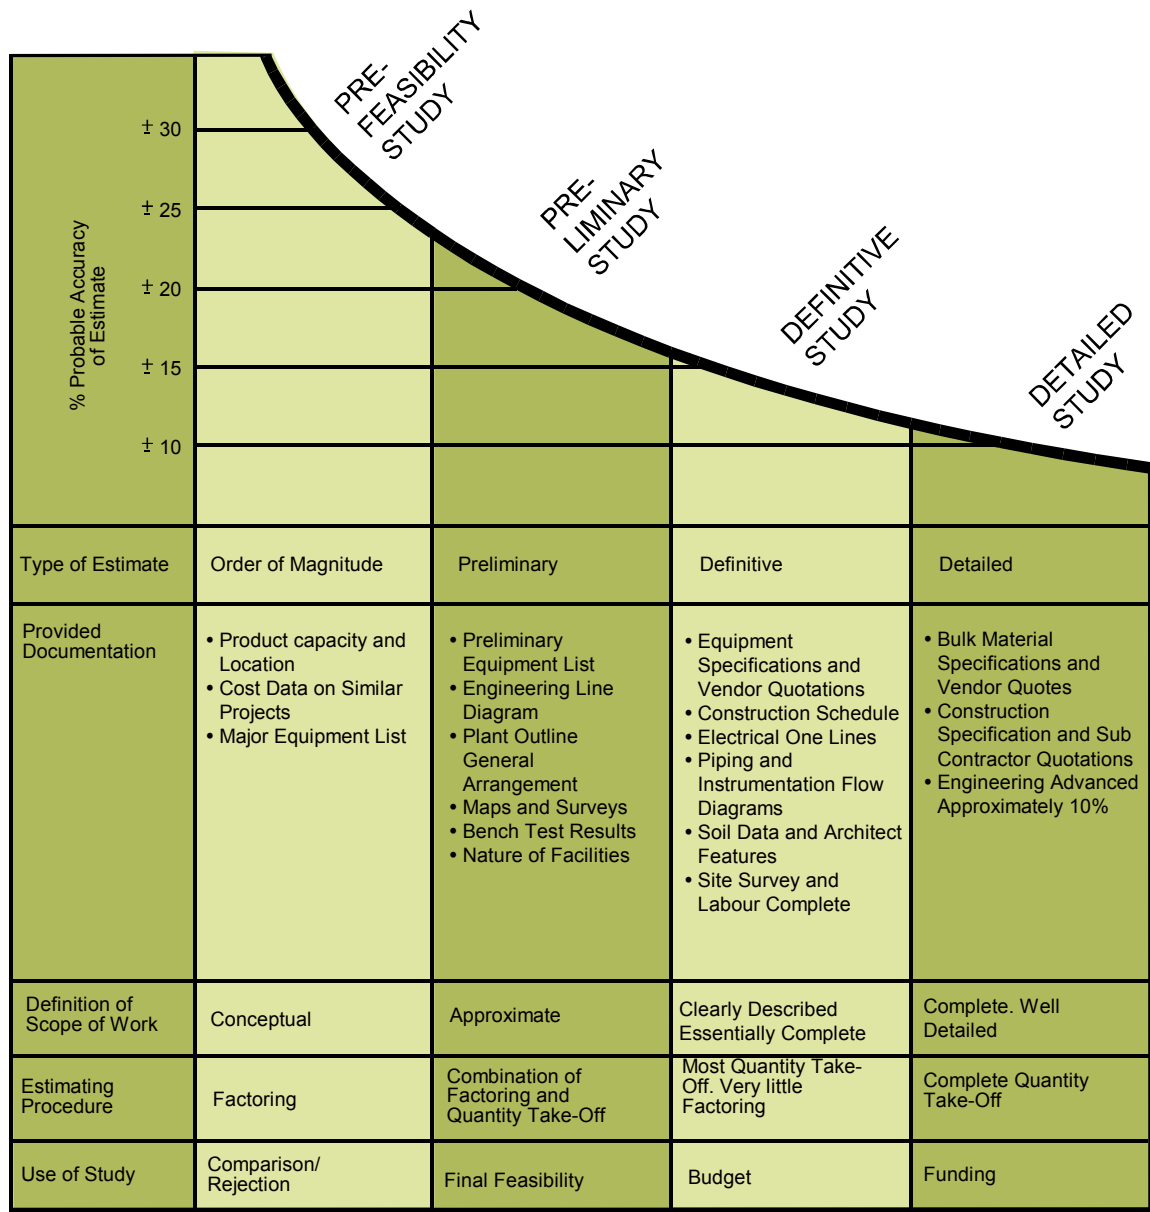 PRE-
FEASIBILITY
STUDY
PRE-
LIMINARY
STUDY
DEFINITIVE
STUDY
DETAILED
STUDY
% Probable Accuracy
of Estimate
± 30
± 25
± 20
± 15
± 10
Type of Estimate
Order of Magnitude
Preliminary
Definitive
Detailed
Provided
Documentation
• Product capacity and
Location
• Cost Data on Similar
Projects
• Major Equipment List
• Preliminary
Equipment List
• Engineering Line
Diagram
• Plant Outline
General
Arrangement
• Maps and Surveys
• Bench Test Results
• Nature of Facilities
• Equipment
Specifications and
Vendor Quotations
• Construction Schedule
• Electrical One Lines
• Piping and
Instrumentation Flow
Diagrams
• Soil Data and Architect
Features
• Site Survey and
Labour Complete
• Bulk Material
Specifications and
Vendor Quotes
• Construction
Specification and Sub
Contractor Quotations
• Engineering Advanced
Approximately 10%
Definition of
Scope of Work
Conceptual
Approximate
Clearly Described
Essentially Complete
Complete. Well
Detailed
Estimating
Procedure
Factoring
Combination of
Factoring and
Quantity Take-Off
Most Quantity Take-
Off. Very little
Factoring
Complete Quantity
Take-Off
Use of Study
Comparison/
Rejection
Final Feasibility
Budget
Funding